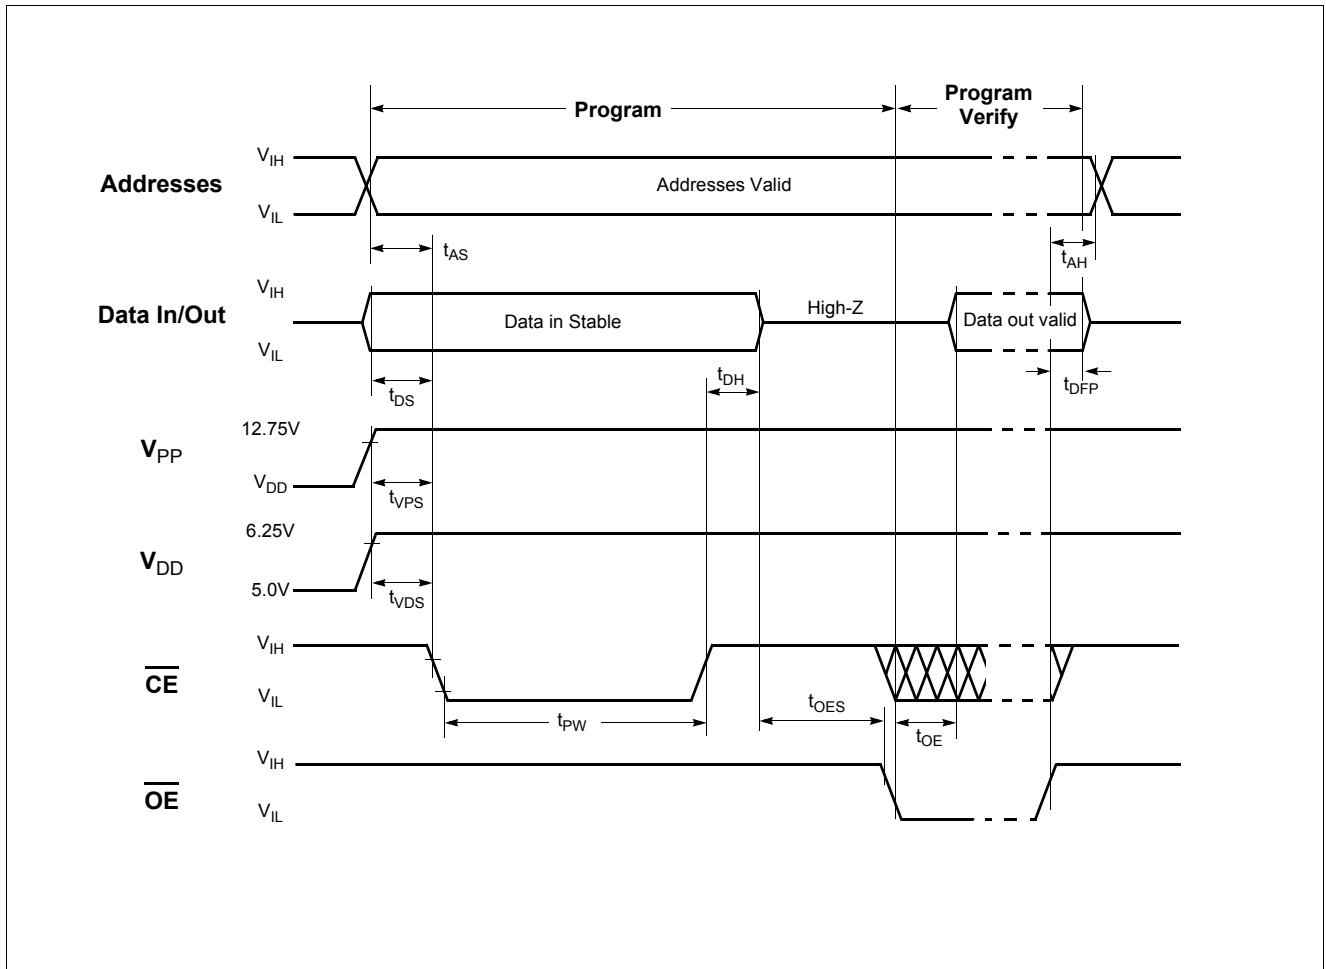 Program
Program
Verify
Addresses
VIH
VIL
Addresses Valid
tAS
tAH
Data In/Out
VIH
VIL
Data in Stable
High-Z
Data out valid
tDS
tDH
tDFP
VPP
12.75V
VDD
tVPS
VDD
6.25V
5.0V
tVDS
CE
VIH
VIL
tPW
tOES
tOE
OE
VIH
VIL